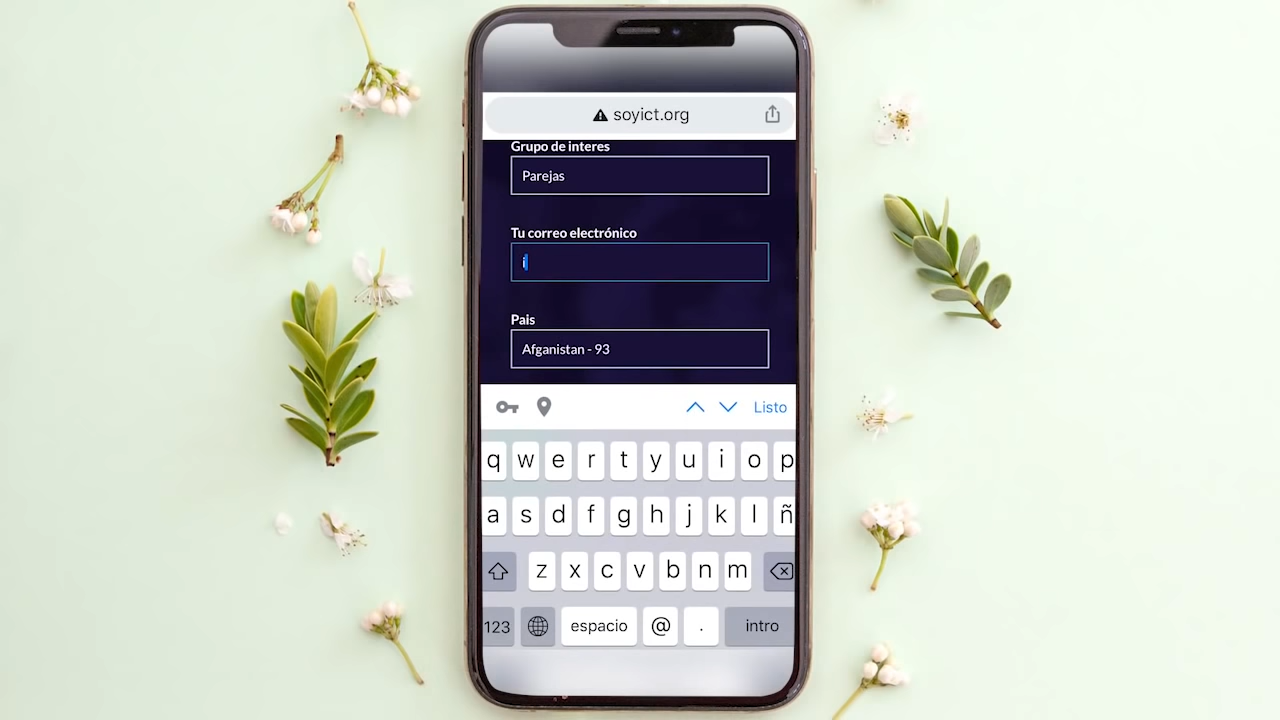 soyict.org
Grupo de interes
Parejas
Tu correo electrónico
i
Pais
Afganistan - 93
Listo
q w e r t y u i o p
a s d f g h j k l ñ
z x c v b n m
123 espacio @ . intro